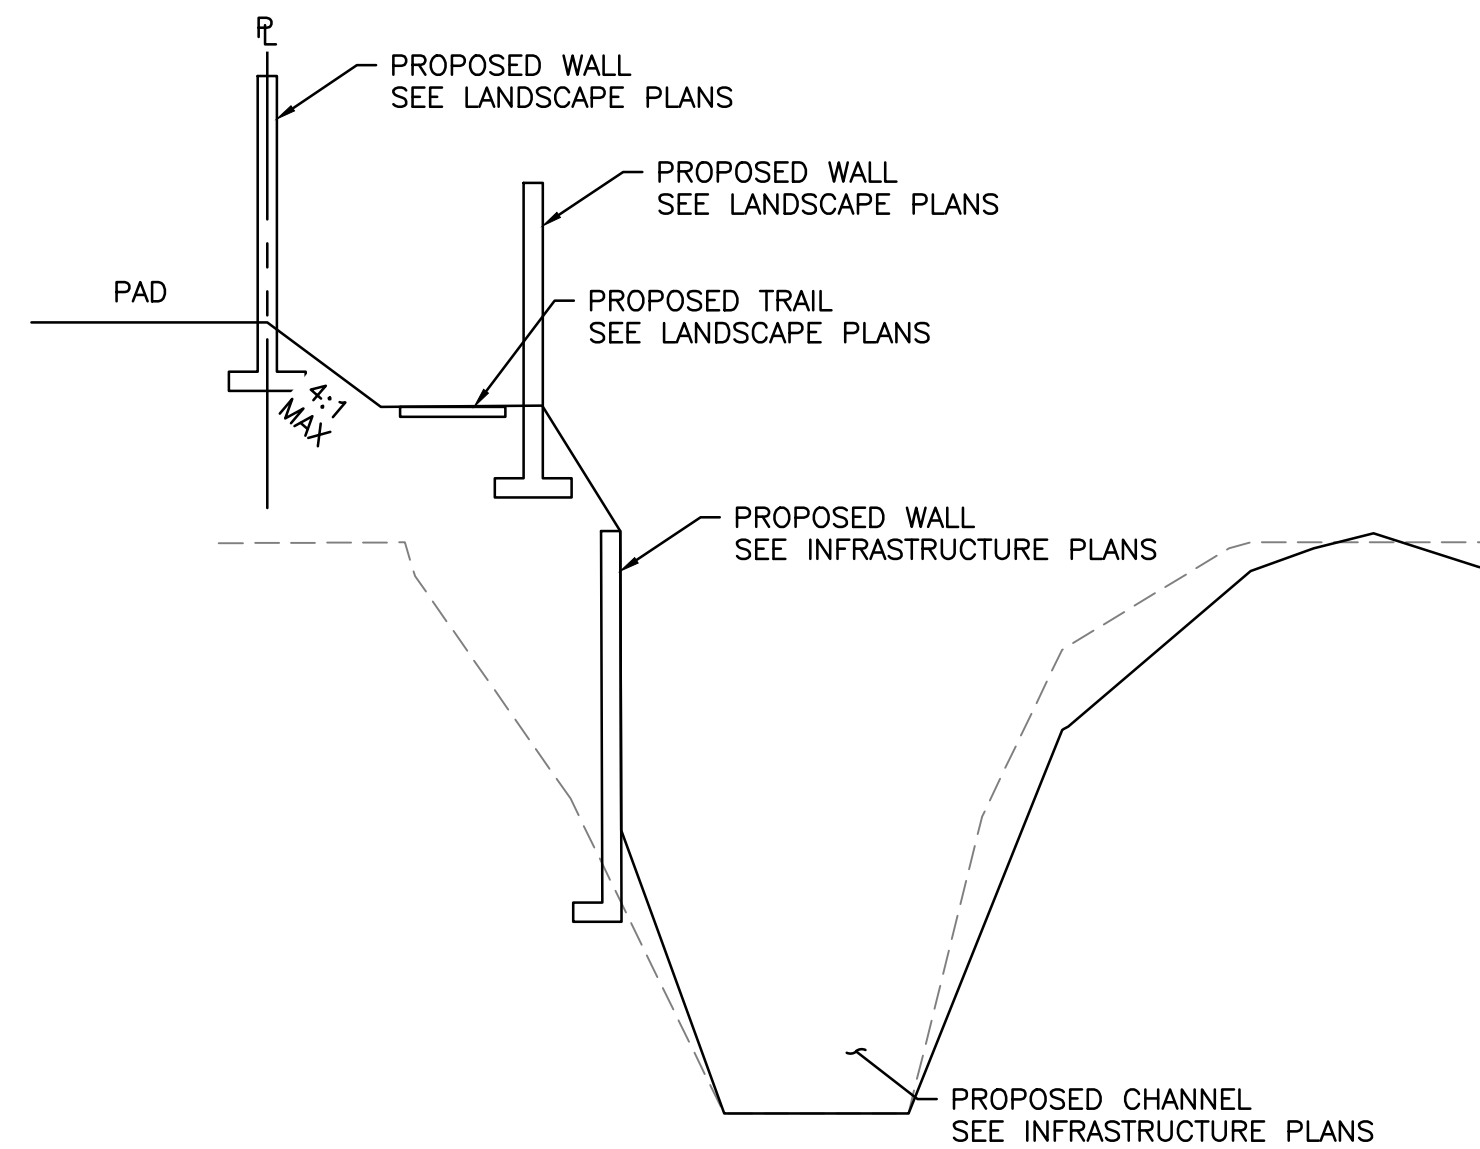 PL
PROPOSED WALL
SEE LANDSCAPE PLANS
PROPOSED WALL
SEE LANDSCAPE PLANS
PAD
PROPOSED TRAIL
SEE LANDSCAPE PLANS
4:1
MAX
PROPOSED WALL
SEE INFRASTRUCTURE PLANS
PROPOSED CHANNEL
SEE INFRASTRUCTURE PLANS